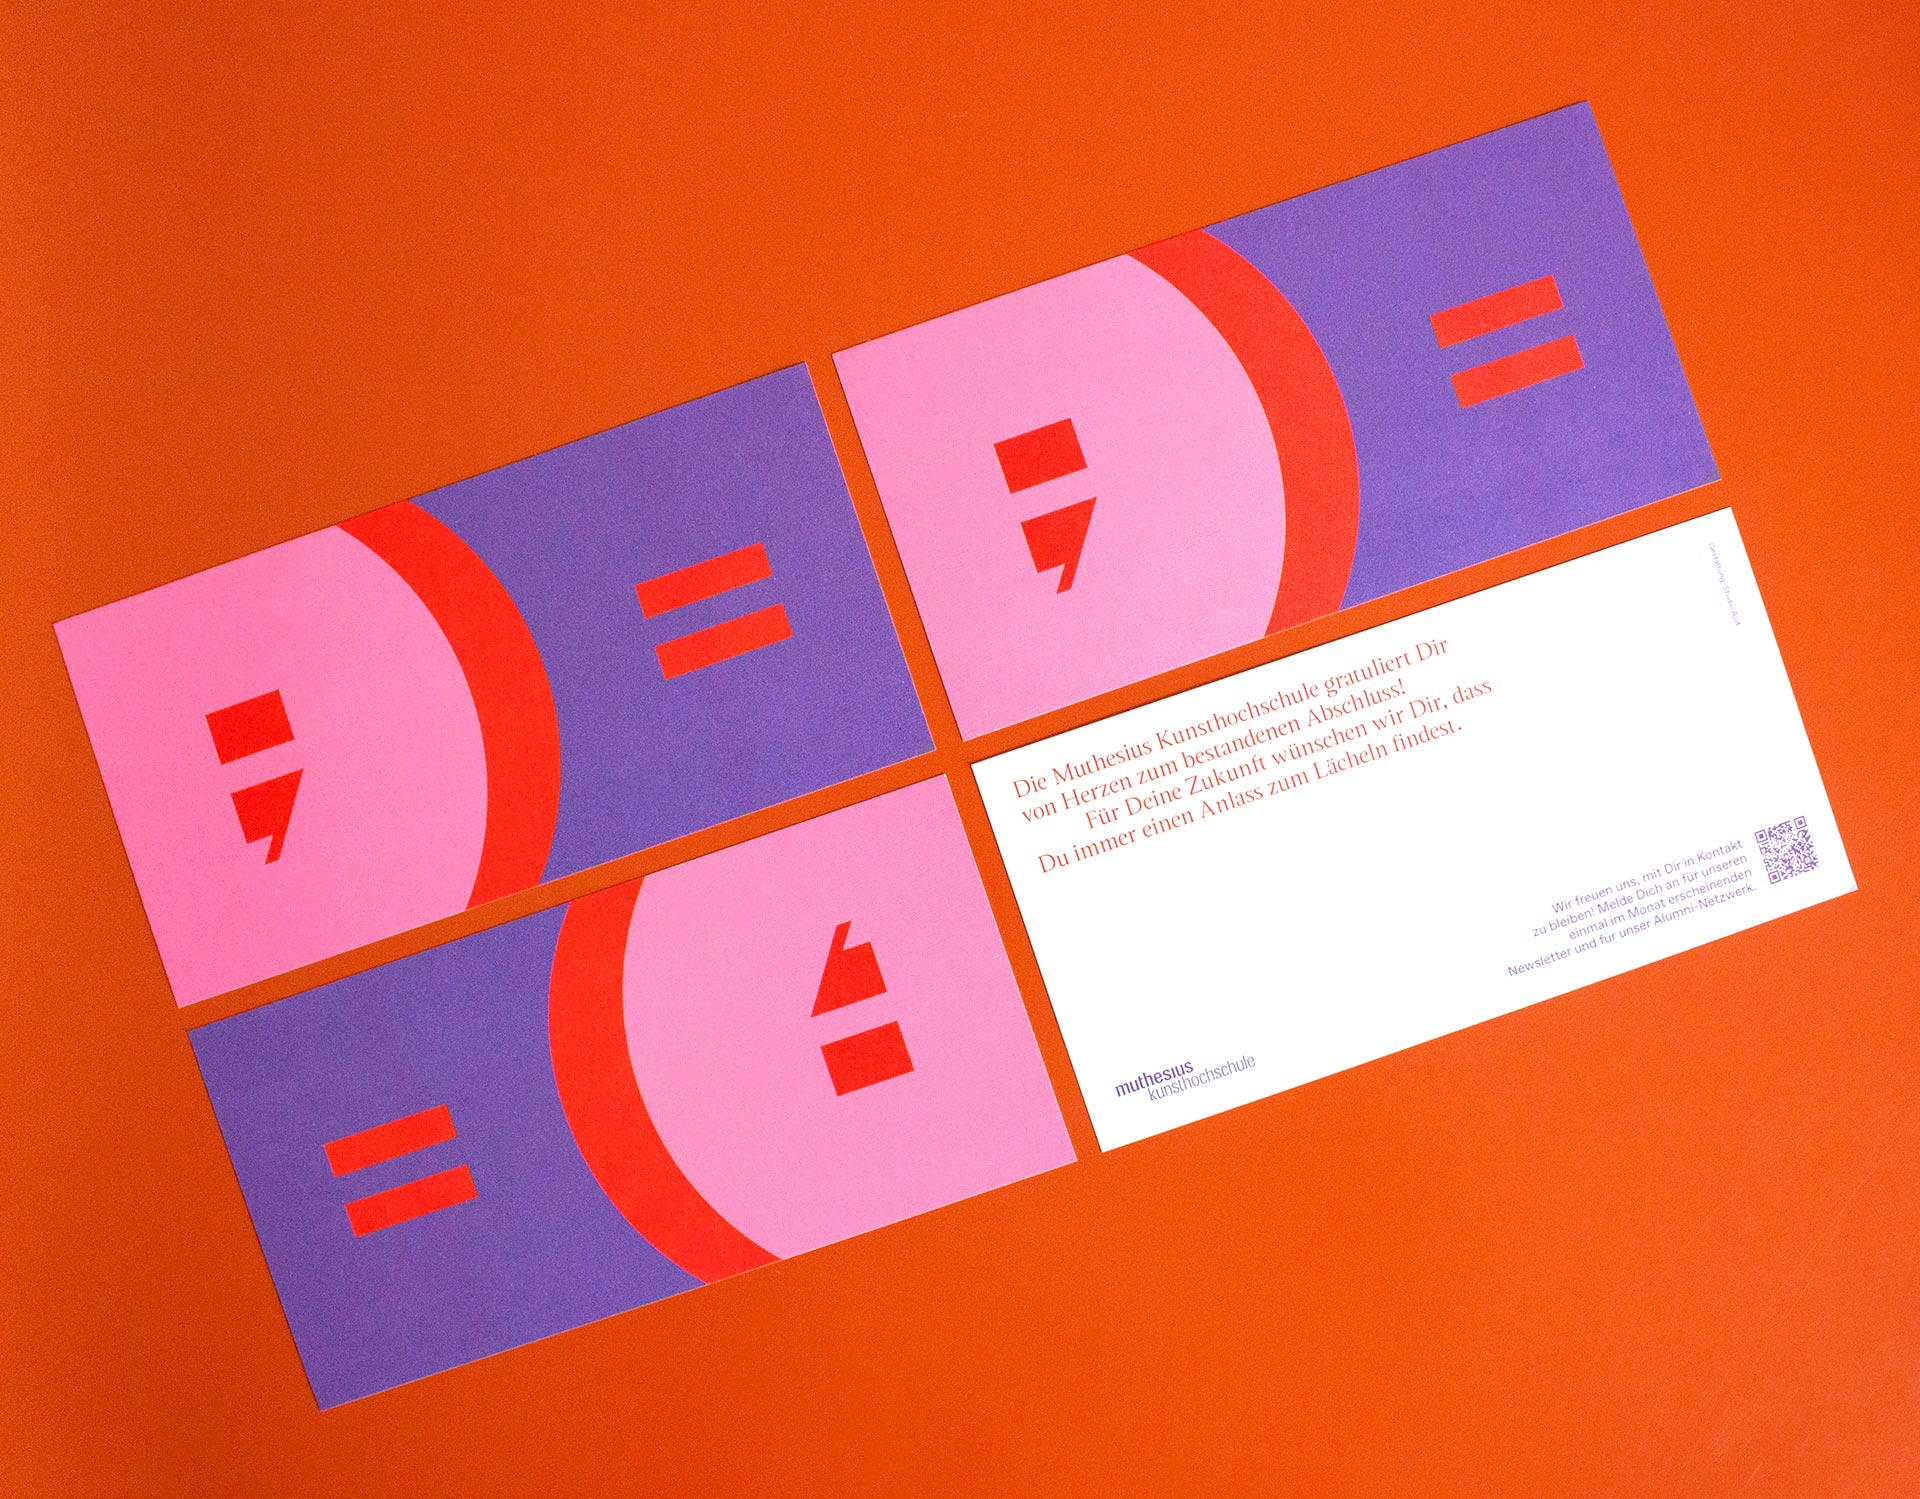 ; ) =
; ) =
= ( ;
Die Muthesius Kunsthochschule gratuliert Dir
von Herzen zum bestandenen Abschluss!
Für Deine Zukunft wünschen wir Dir, dass
Du immer einen Anlass zum Lächeln findest.
Gestaltung: Studio
Wir freuen uns, mit Dir in Kontakt
zu bleiben! Melde Dich an für unseren
einmal im Monat erscheinenden
Newsletter und für unser Alumni-Netzwerk.
muthesius
kunsthochschule